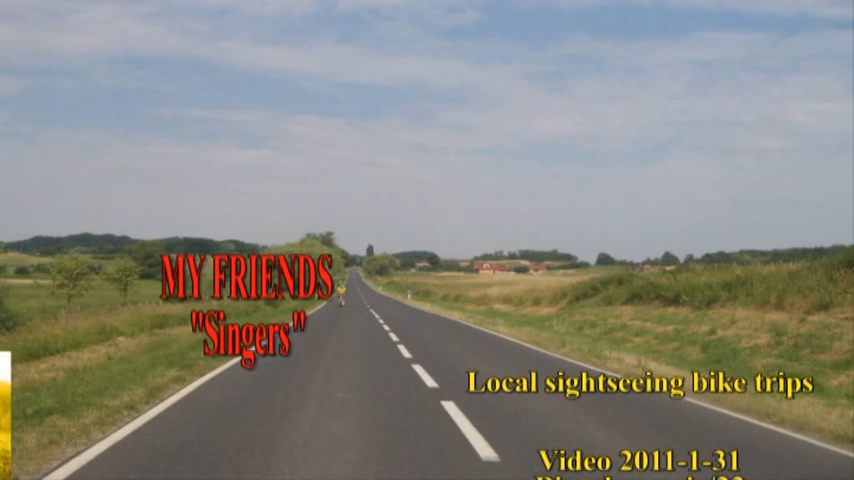 MY FRIENDS
"Singers"
Local sightseeing bike trips
Video 2011-1-31